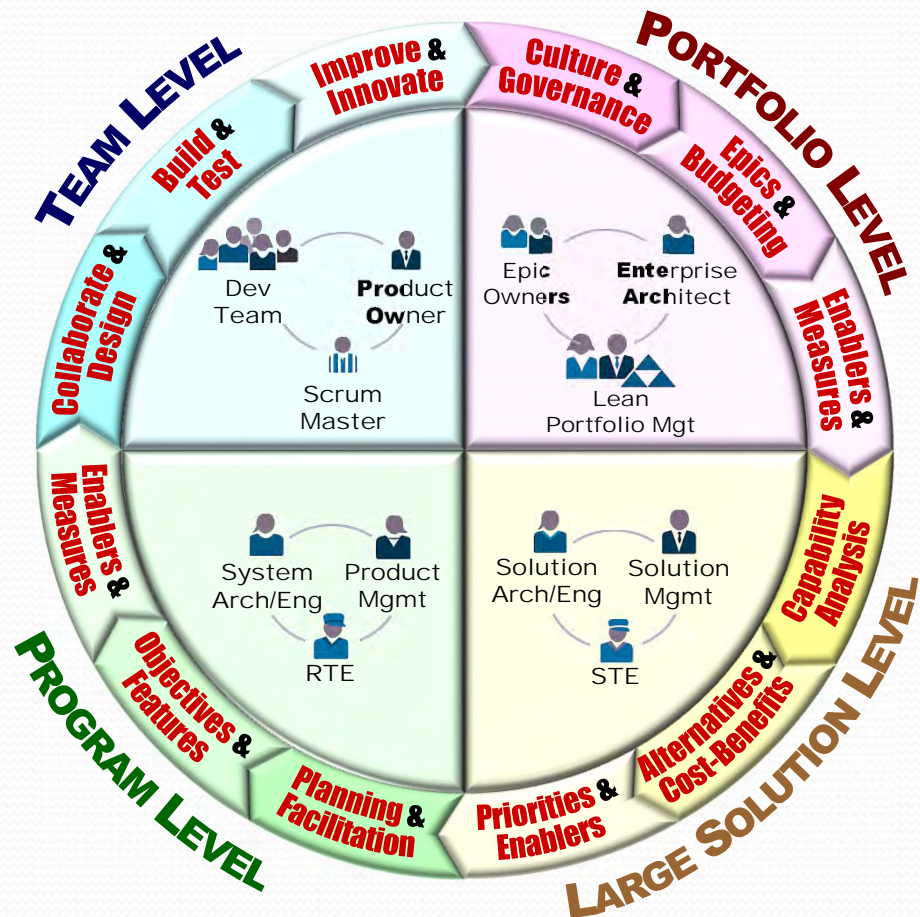 TEAM LEVEL
PORTFOLIO LEVEL
Improve &
Innovate
Culture &
Governance
Build &
Test
Epics &
Budgeting
Collaborate &
Design
Enablers &
Measures
Dev
Team
Product
Owner
Scrum
Master
Epic
Owners
Enterprise
Architect
Lean
Portfolio Mgt
Enablers &
Measures
System
Arch/Eng
Product
Mgmt
RTE
Solution
Arch/Eng
Solution
Mgmt
STE
Capability
Analysis
Objectives &
Features
Alternatives &
Cost-Benefits
Planning &
Facilitation
Priorities &
Enablers
PROGRAM LEVEL
LARGE SOLUTION LEVEL